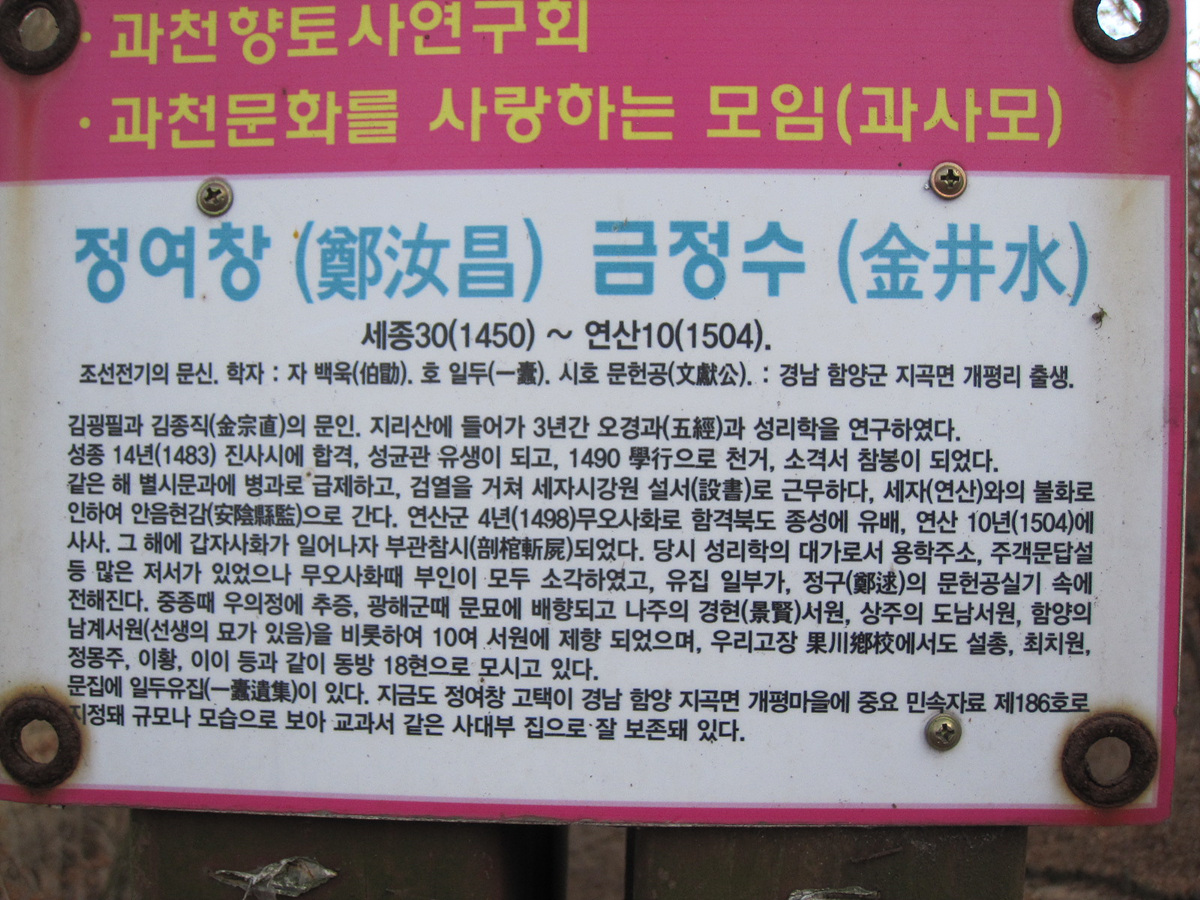 · 과천향토사연구회
· 과천문화를 사랑하는 모임(과사모)
정여창 (鄭汝昌) 금정수 (金井水)
세종30(1450) ~ 연산10(1504).
조선전기의 문신. 학자 : 자 백욱(伯勖). 호 일두(一蠹). 시호 문헌공(文獻公). : 경남 함양군 지곡면 개평리 출생.
김굉필과 김종직(金宗直)의 문인. 지리산에 들어가 3년간 오경과(五經)과 성리학을 연구하였다.
성종 14년(1483) 진사시에 합격, 성균관 유생이 되고, 1490 學行으로 천거, 소격서 참봉이 되었다.
같은 해 별시문과에 병과로 급제하고, 검열을 거쳐 세자시강원 설서(設書)로 근무하다, 세자(연산)와의 불화로
인하여 안음현감(安陰縣監)으로 간다. 연산군 4년(1498)무오사화로 함격북도 종성에 유배, 연산 10년(1504)에
사사. 그 해에 갑자사화가 일어나자 부관참시(剖棺斬屍)되었다. 당시 성리학의 대가로서 용학주소, 주객문답설
등 많은 저서가 있었으나 무오사화때 부인이 모두 소각하였고, 유집 일부가, 정구(鄭逑)의 문헌공실기 속에
전해진다. 중종때 우의정에 추증, 광해군때 문묘에 배향되고 나주의 경현(景賢)서원, 상주의 도남서원, 함양의
남계서원(선생의 묘가 있음)을 비롯하여 10여 서원에 제향 되었으며, 우리고장 果川鄕校에서도 설총, 최치원,
정몽주, 이황, 이이 등과 같이 동방 18현으로 모시고 있다.
문집에 일두유집(一蠹遺集)이 있다. 지금도 정여창 고택이 경남 함양 지곡면 개평마을에 중요 민속자료 제186호로
지정돼 규모나 모습으로 보아 교과서 같은 사대부 집으로 잘 보존돼 있다.